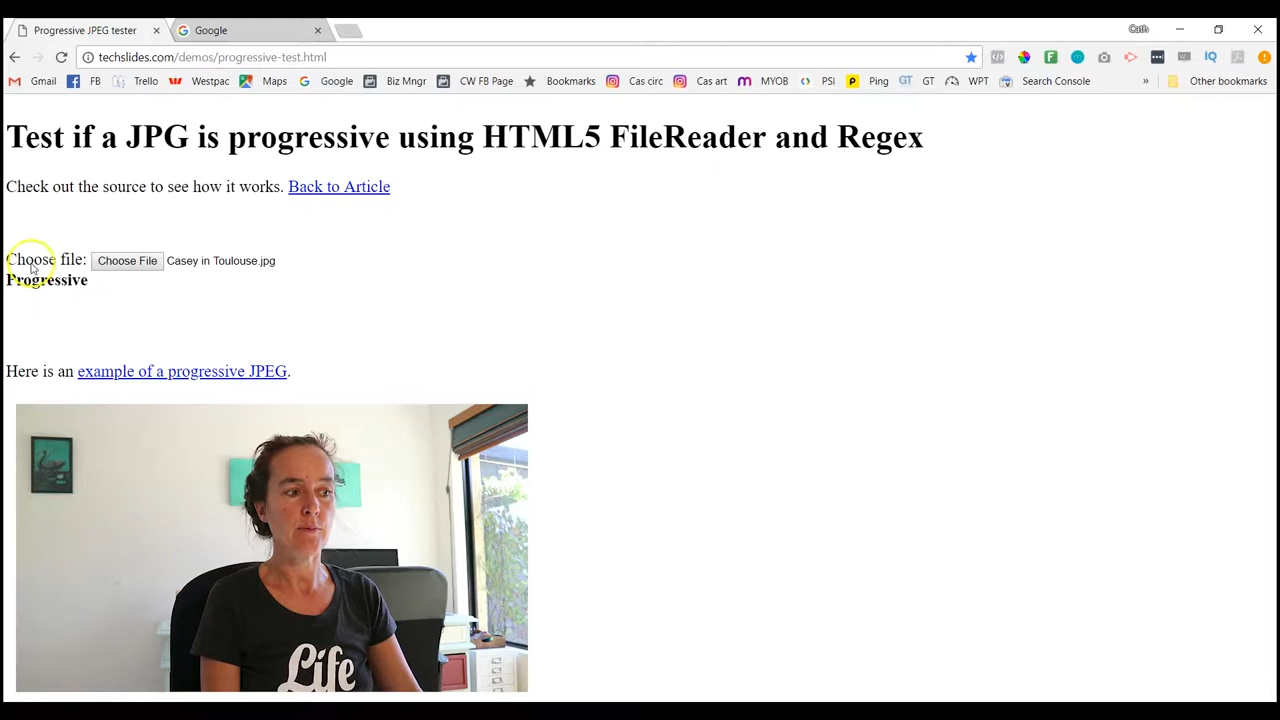 Progressive JPEG tester
Google
Cath
techslides.com/demos/progressive-test.html
Gmail FB Trello Westpac Maps Google Biz Mngr CW FB Page Bookmarks Cas circ Cas art MYOB PSI Ping GT WPT Search Console » Other bookmarks
Test if a JPG is progressive using HTML5 FileReader and Regex
Check out the source to see how it works. Back to Article
Choose file: Choose File Casey in Toulouse.jpg
Progressive
Here is an example of a progressive JPEG.
Life